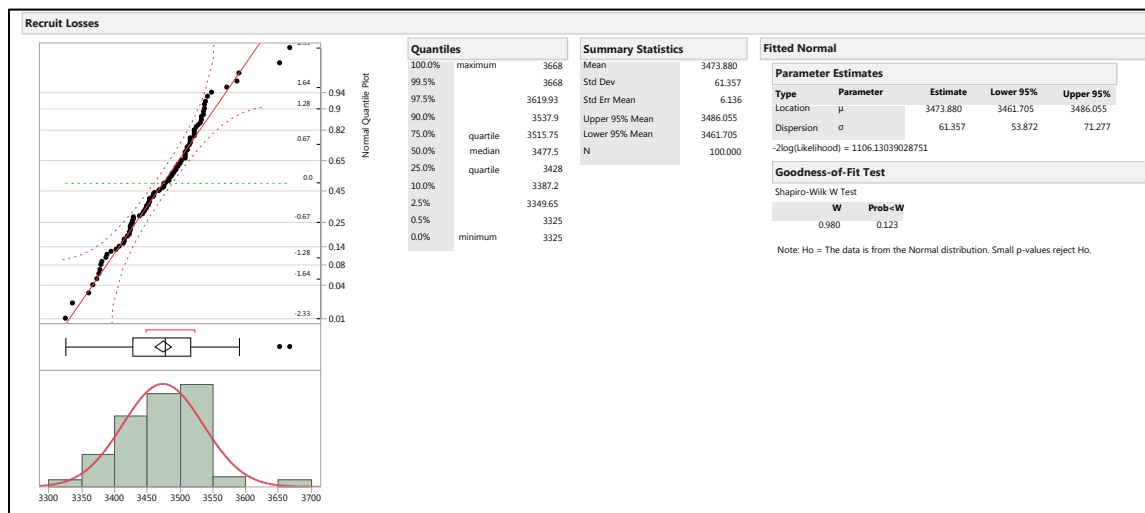 Recruit Losses
2.33
1.64
1.28
0.67
0.0
-0.67
-1.28
-1.64
-2.33
0.94
0.9
0.82
0.65
0.45
0.25
0.14
0.08
0.04
0.01
Normal Quantile Plot
3300 3350 3400 3450 3500 3550 3600 3650 3700
Quantiles
100.0% maximum 3668
99.5% 3668
97.5% 3619.93
90.0% 3537.9
75.0% quartile 3515.75
50.0% median 3477.5
25.0% quartile 3428
10.0% 3387.2
2.5% 3349.65
0.5% 3325
0.0% minimum 3325
Summary Statistics
Mean 3473.880
Std Dev 61.357
Std Err Mean 6.136
Upper 95% Mean 3486.055
Lower 95% Mean 3461.705
N 100.000
Fitted Normal
Parameter Estimates
Type Parameter Estimate Lower 95% Upper 95%
Location μ 3473.880 3461.705 3486.055
Dispersion σ 61.357 53.872 71.277
-2log(Likelihood) = 1106.13039028751
Goodness-of-Fit Test
Shapiro-Wilk W Test
W Prob<W
0.980 0.123
Note: Ho = The data is from the Normal distribution. Small p-values reject Ho.